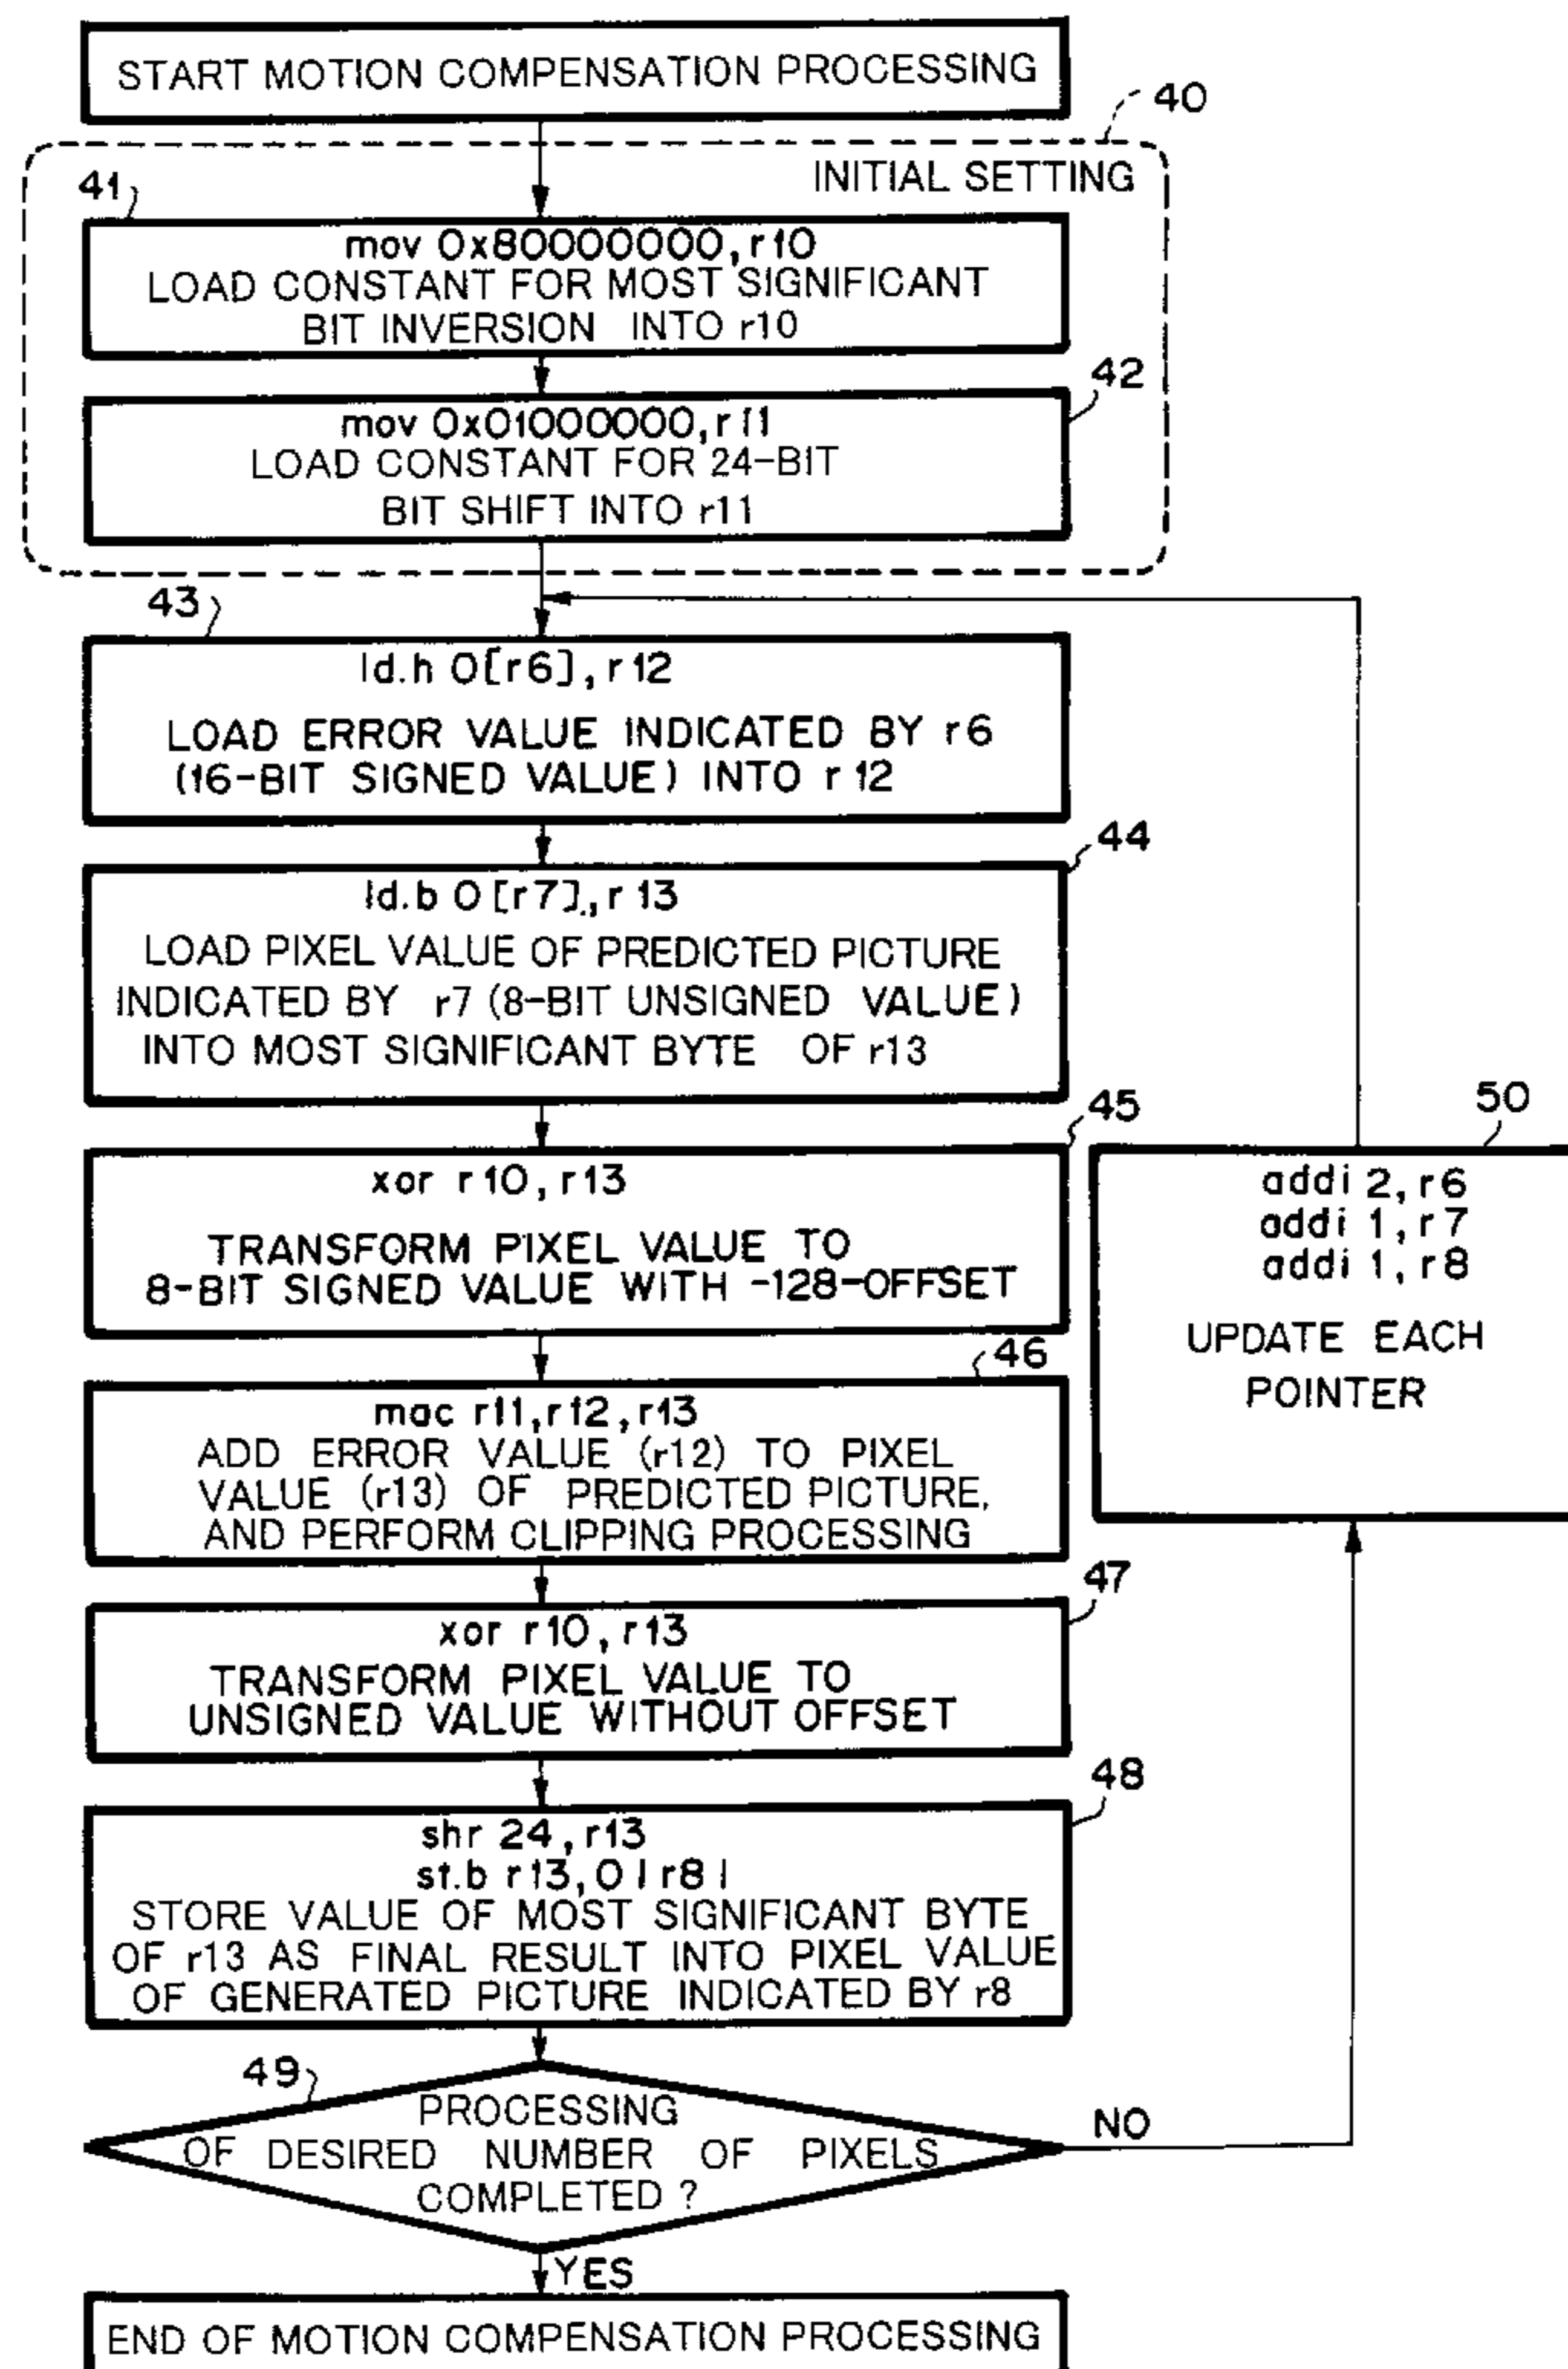 START MOTION COMPENSATION PROCESSING
40
INITIAL SETTING
41
mov 0x80000000, r10
LOAD CONSTANT FOR MOST SIGNIFICANT
BIT INVERSION INTO r10
42
mov 0x01000000, r11
LOAD CONSTANT FOR 24-BIT
BIT SHIFT INTO r11
43
ld.h 0[r6], r12
LOAD ERROR VALUE INDICATED BY r6
(16-BIT SIGNED VALUE) INTO r12
44
ld.b 0[r7], r13
LOAD PIXEL VALUE OF PREDICTED PICTURE
INDICATED BY r7 (8-BIT UNSIGNED VALUE)
INTO MOST SIGNIFICANT BYTE OF r13
45
xor r10, r13
TRANSFORM PIXEL VALUE TO
8-BIT SIGNED VALUE WITH -128-OFFSET
46
mac r11, r12, r13
ADD ERROR VALUE (r12) TO PIXEL
VALUE (r13) OF PREDICTED PICTURE,
AND PERFORM CLIPPING PROCESSING
47
xor r10, r13
TRANSFORM PIXEL VALUE TO
UNSIGNED VALUE WITHOUT OFFSET
48
shr 24, r13
st.b r13, 0[r8]
STORE VALUE OF MOST SIGNIFICANT BYTE
OF r13 AS FINAL RESULT INTO PIXEL VALUE
OF GENERATED PICTURE INDICATED BY r8
49
PROCESSING
OF DESIRED NUMBER OF PIXELS
COMPLETED ?
NO
YES
50
addi 2, r6
addi 1, r7
addi 1, r8
UPDATE EACH
POINTER
END OF MOTION COMPENSATION PROCESSING